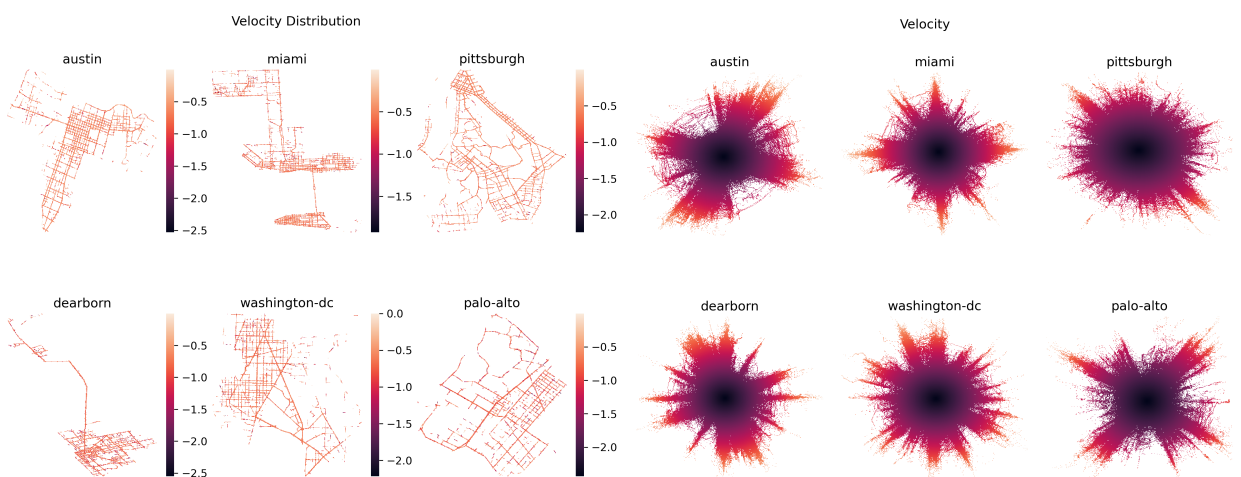 Velocity Distribution
austin
−0.5
−1.0
−1.5
−2.0
−2.5
miami
pittsburgh
−0.5
−1.0
−1.5
dearborn
−0.5
−1.0
−1.5
−2.0
−2.5
washington-dc
0.0
−0.5
−1.0
−1.5
−2.0
palo-alto
Velocity
austin
miami
pittsburgh
−0.5
−1.0
−1.5
−2.0
dearborn
washington-dc
palo-alto
−0.5
−1.0
−1.5
−2.0